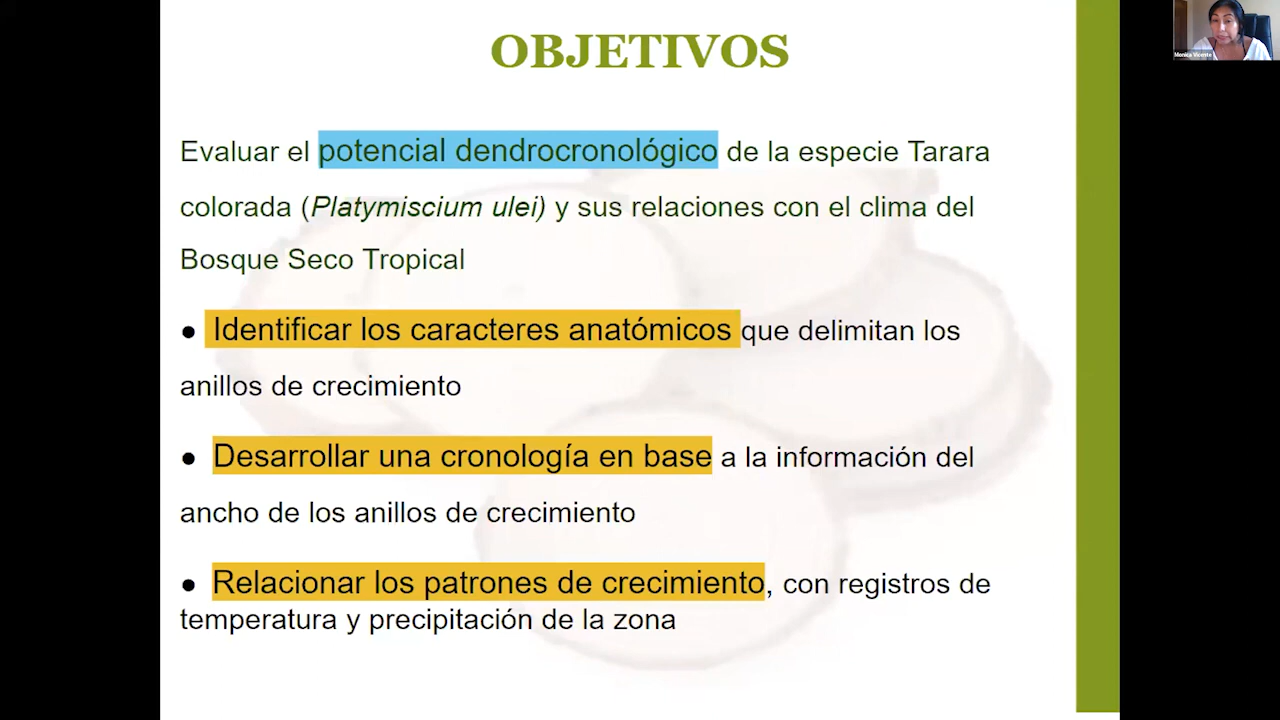 OBJETIVOS
Monica Vicente
Evaluar el potencial dendrocronológico de la especie Tarara
colorada (Platymiscium ulei) y sus relaciones con el clima del
Bosque Seco Tropical
● Identificar los caracteres anatómicos que delimitan los
anillos de crecimiento
● Desarrollar una cronología en base a la información del
ancho de los anillos de crecimiento
● Relacionar los patrones de crecimiento, con registros de
temperatura y precipitación de la zona